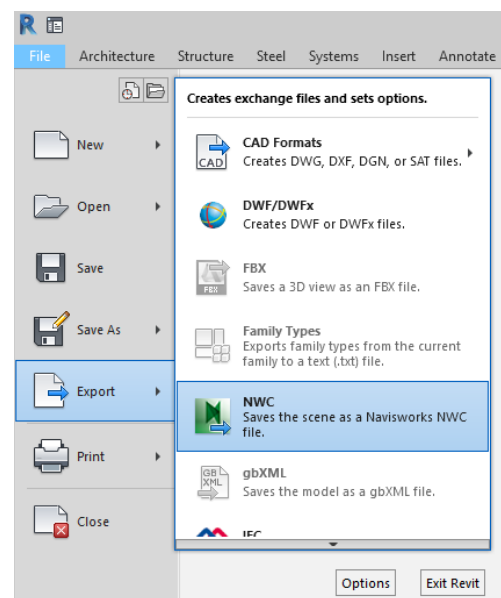 R
File Architecture Structure Steel Systems Insert Annotate
Creates exchange files and sets options.
New
Open
Save
Save As
Export
Print
Close
CAD
CAD Formats
Creates DWG, DXF, DGN, or SAT files.
DWF/DWFx
Creates DWF or DWFx files.
FBX
FBX
Saves a 3D view as an FBX file.
Family Types
Exports family types from the current
family to a text (.txt) file.
NWC
Saves the scene as a Navisworks NWC
file.
GB
XML
gbXML
Saves the model as a gbXML file.
IFC
Options Exit Revit